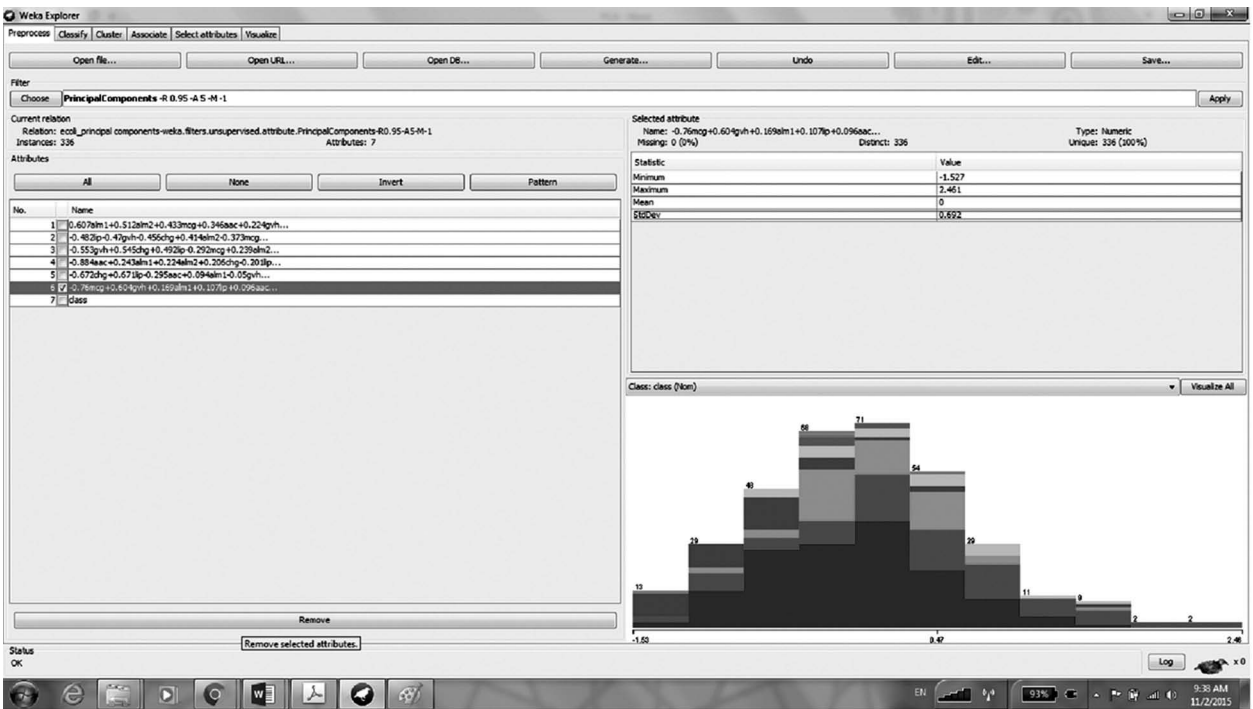 Weka Explorer
Preprocess Classify Cluster Associate Select attributes Visualize
Open file... Open URL... Open DB... Generate... Undo Edit... Save...
Filter
Choose PrincipalComponents -R 0.95 -A 5 -M -1 Apply
Current relation
Relation: ecoli_principal components-weka.filters.unsupervised.attribute.PrincipalComponents-R0.95-A5-M-1
Instances: 336 Attributes: 7
Attributes
All None Invert Pattern
No. Name
1 0.607alm1+0.512alm2+0.433mcg+0.346aac+0.224gvh...
2 -0.482lip-0.47gvh-0.456chg+0.414alm2-0.373mcg...
3 -0.553gvh+0.545chg+0.492lip-0.292mcg+0.239alm2...
4 -0.884aac+0.243alm1+0.224alm2+0.206chg-0.201lip...
5 -0.672chg+0.671lip-0.295aac+0.094alm1-0.05gvh...
6 -0.76mcg+0.604gvh+0.169alm1+0.107lip+0.096aac...
7 class
Remove
Remove selected attributes.
Selected attribute
Name: -0.76mcg+0.604gvh+0.169alm1+0.107lip+0.096aac... Type: Numeric
Missing: 0 (0%) Distinct: 336 Unique: 336 (100%)
Statistic Value
Minimum -1.527
Maximum 2.461
Mean 0
StdDev 0.692
Class: class (Nom) Visualize All
71
68
54
48
29 29
13
11
9
2 2
-1.53 0.47 2.46
Status
OK
Log x 0
EN 93% 9:38 AM
11/2/2015